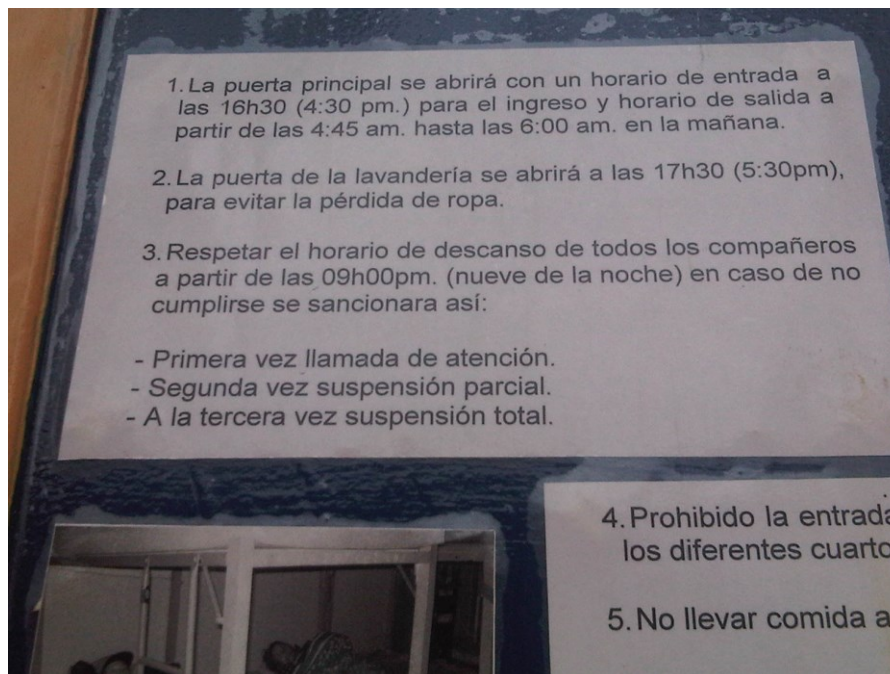 1. La puerta principal se abrirá con un horario de entrada a
las 16h30 (4:30 pm.) para el ingreso y horario de salida a
partir de las 4:45 am. hasta las 6:00 am. en la mañana.
2. La puerta de la lavandería se abrirá a las 17h30 (5:30pm),
para evitar la pérdida de ropa.
3. Respetar el horario de descanso de todos los compañeros
a partir de las 09h00pm. (nueve de la noche) en caso de no
cumplirse se sancionara así:
- Primera vez llamada de atención.
- Segunda vez suspensión parcial.
- A la tercera vez suspensión total.
4. Prohibido la entrada
los diferentes cuarto
5. No llevar comida a